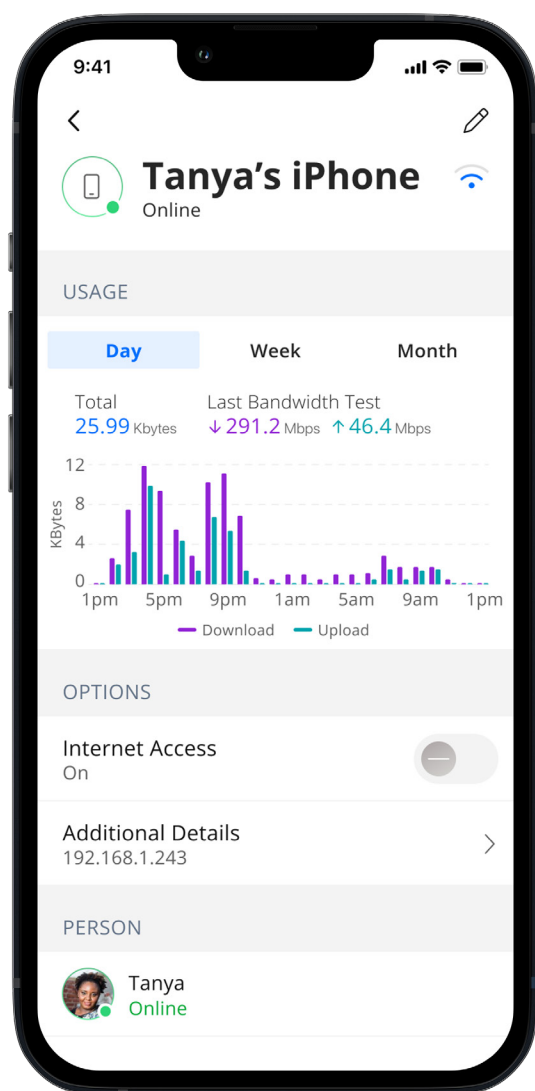 9:41
Tanya's iPhone
Online
USAGE
Day Week Month
Total Last Bandwidth Test
25.99 Kbytes ↓291.2 Mbps ↑46.4 Mbps
12
8
4
0
KBytes
1pm 5pm 9pm 1am 5am 9am 1pm
Download Upload
OPTIONS
Internet Access
On
Additional Details
192.168.1.243
PERSON
Tanya
Online